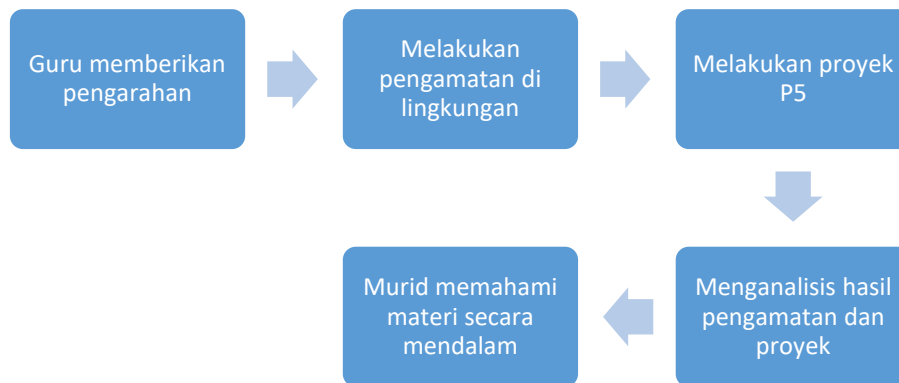 Guru memberikan
pengarahan
Melakukan
pengamatan di
lingkungan
Melakukan proyek
P5
Menganalisis hasil
pengamatan dan
proyek
Murid memahami
materi secara
mendalam